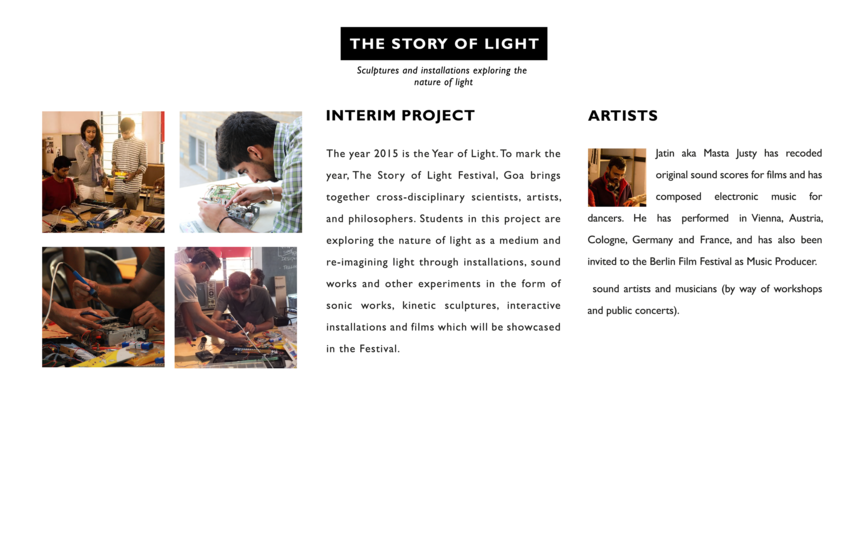 THE STORY OF LIGHT
Sculptures and installations exploring the
nature of light
INTERIM PROJECT
The year 2015 is the Year of Light. To mark the
year, The Story of Light Festival, Goa brings
together cross-disciplinary scientists, artists,
and philosophers. Students in this project are
exploring the nature of light as a medium and
re-imagining light through installations, sound
works and other experiments in the form of
sonic works, kinetic sculptures, interactive
installations and films which will be showcased
in the Festival.
ARTISTS
Jatin aka Masta Justy has recoded
original sound scores for films and has
composed electronic music for
dancers. He has performed in Vienna, Austria,
Cologne, Germany and France, and has also been
invited to the Berlin Film Festival as Music Producer.
sound artists and musicians (by way of workshops
and public concerts).